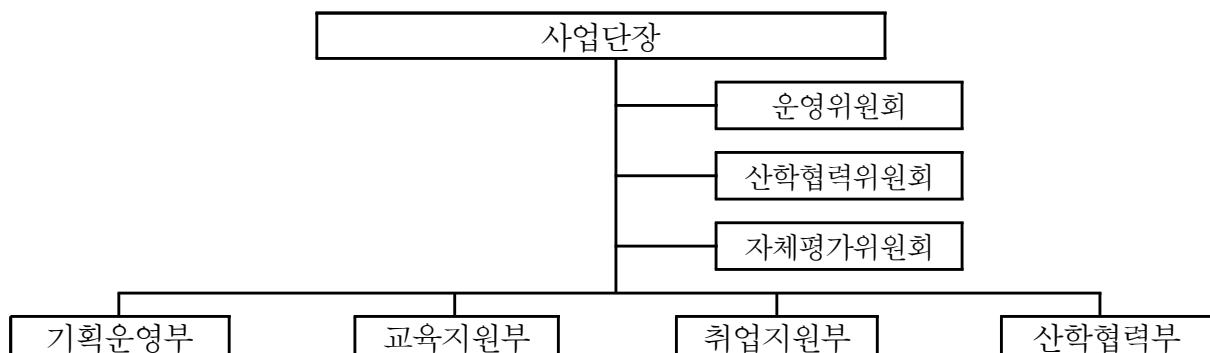 사업단장
운영위원회
산학협력위원회
자체평가위원회
기획운영부 교육지원부 취업지원부 산학협력부